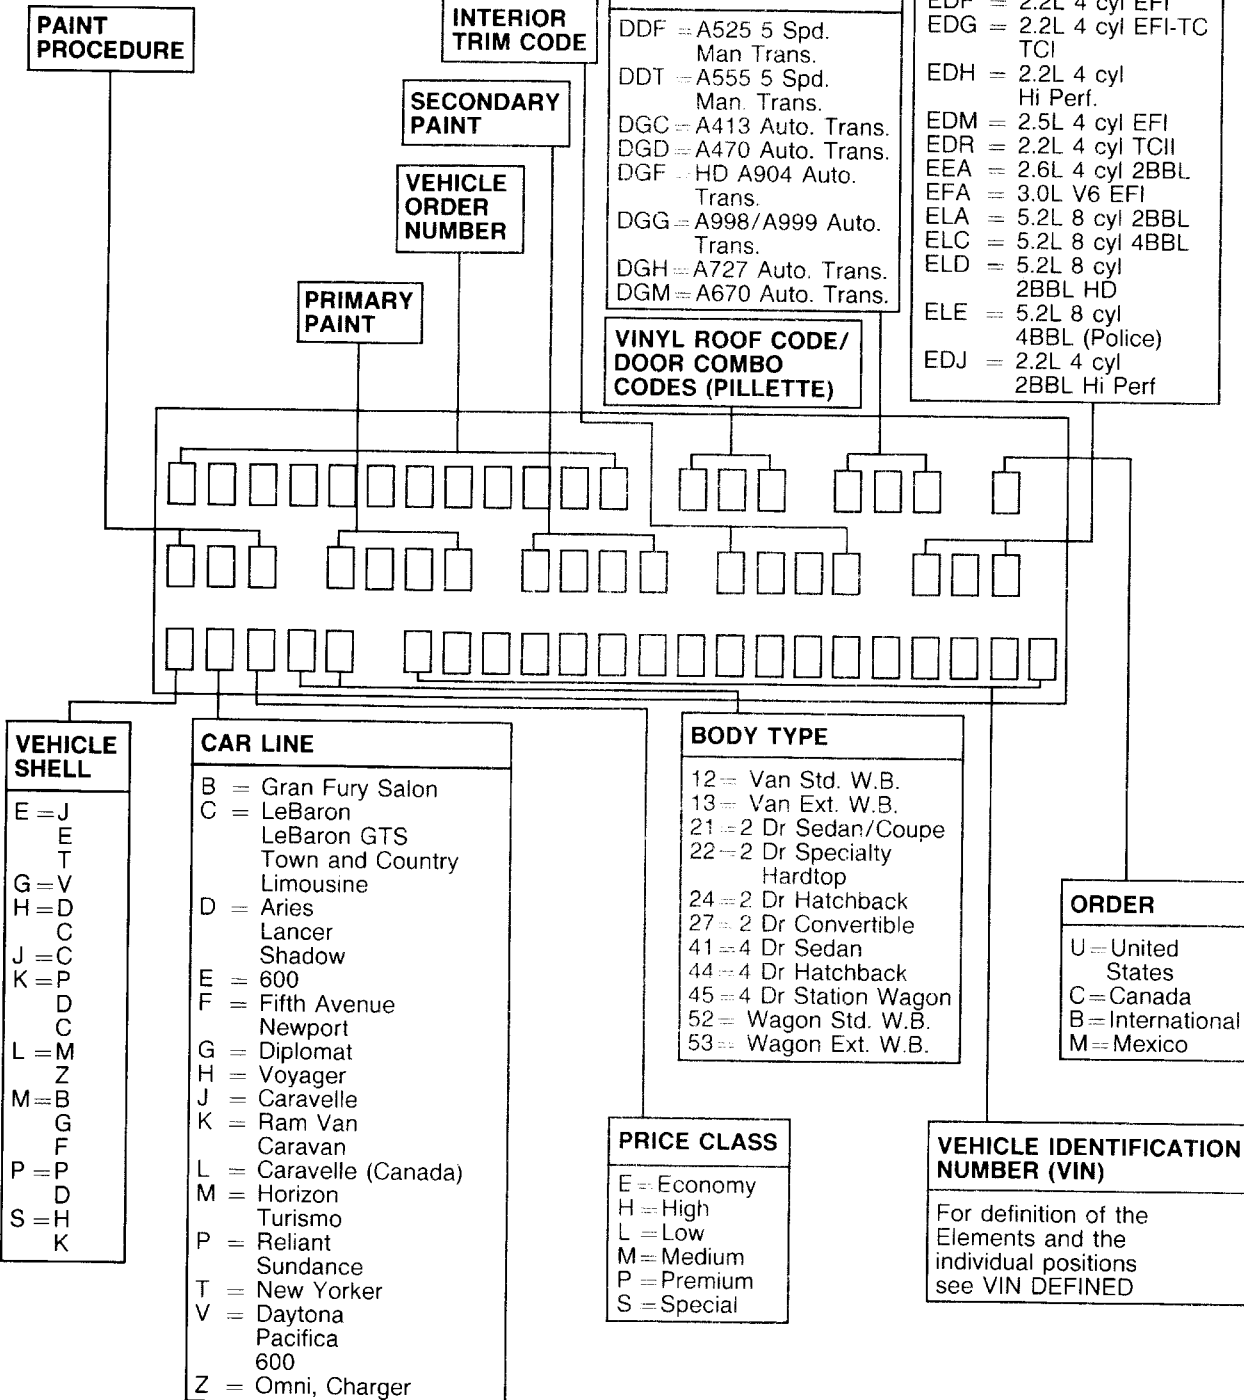 PAINT
PROCEDURE
INTERIOR
TRIM CODE
SECONDARY
PAINT
VEHICLE
ORDER
NUMBER
PRIMARY
PAINT
DDF = A525 5 Spd.
Man Trans.
DDT = A555 5 Spd.
Man. Trans.
DGC = A413 Auto. Trans.
DGD = A470 Auto. Trans.
DGF = HD A904 Auto.
Trans.
DGG = A998/A999 Auto.
Trans.
DGH = A727 Auto. Trans.
DGM = A670 Auto. Trans.
EDF = 2.2L 4 cyl EFI
EDG = 2.2L 4 cyl EFI-TC
TCI
EDH = 2.2L 4 cyl
Hi Perf.
EDM = 2.5L 4 cyl EFI
EDR = 2.2L 4 cyl TCII
EEA = 2.6L 4 cyl 2BBL
EFA = 3.0L V6 EFI
ELA = 5.2L 8 cyl 2BBL
ELC = 5.2L 8 cyl 4BBL
ELD = 5.2L 8 cyl
2BBL HD
ELE = 5.2L 8 cyl
4BBL (Police)
EDJ = 2.2L 4 cyl
2BBL Hi Perf
VINYL ROOF CODE/
DOOR COMBO
CODES (PILLETTE)
VEHICLE
SHELL
E = J
E
T
G = V
H = D
C
J = C
K = P
D
C
L = M
Z
M = B
G
F
P = P
D
S = H
K
CAR LINE
B = Gran Fury Salon
C = LeBaron
LeBaron GTS
Town and Country
Limousine
D = Aries
Lancer
Shadow
E = 600
F = Fifth Avenue
Newport
G = Diplomat
H = Voyager
J = Caravelle
K = Ram Van
Caravan
L = Caravelle (Canada)
M = Horizon
Turismo
P = Reliant
Sundance
T = New Yorker
V = Daytona
Pacifica
600
Z = Omni, Charger
BODY TYPE
12 = Van Std. W.B.
13 = Van Ext. W.B.
21 = 2 Dr Sedan/Coupe
22 = 2 Dr Specialty
Hardtop
24 = 2 Dr Hatchback
27 = 2 Dr Convertible
41 = 4 Dr Sedan
44 = 4 Dr Hatchback
45 = 4 Dr Station Wagon
52 = Wagon Std. W.B.
53 = Wagon Ext. W.B.
PRICE CLASS
E = Economy
H = High
L = Low
M = Medium
P = Premium
S = Special
ORDER
U = United
States
C = Canada
B = International
M = Mexico
VEHICLE IDENTIFICATION
NUMBER (VIN)
For definition of the
Elements and the
individual positions
see VIN DEFINED